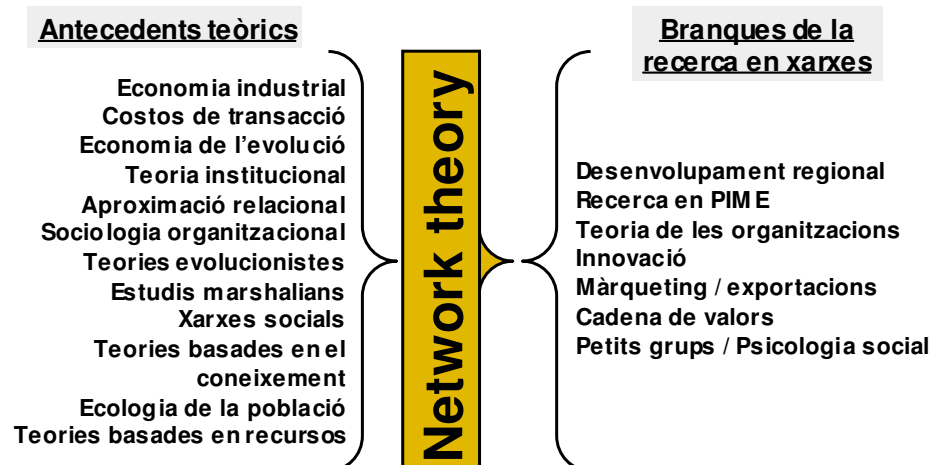 Antecedents teòrics
Economia industrial
Costos de transacció
Economia de l’evolució
Teoria institucional
Aproximació relacional
Sociologia organitzacional
Teories evolucionistes
Estudis marshalians
Xarxes socials
Teories basades en el
coneixement
Ecologia de la població
Teories basades en recursos
Network theory
Branques de la
recerca en xarxes
Desenvolupament regional
Recerca en PIME
Teoria de les organitzacions
Innovació
Màrqueting / exportacions
Cadena de valors
Petits grups / Psicologia social